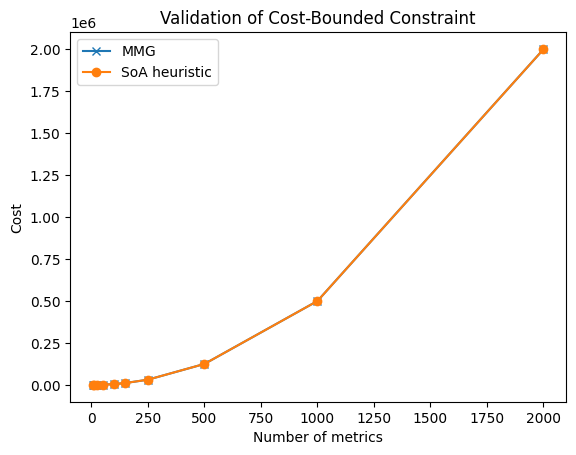 Validation of Cost-Bounded Constraint
1e6
MMG
SoA heuristic
2.00
1.75
1.50
1.25
1.00
0.75
0.50
0.25
0.00
Cost
0 250 500 750 1000 1250 1500 1750 2000
Number of metrics